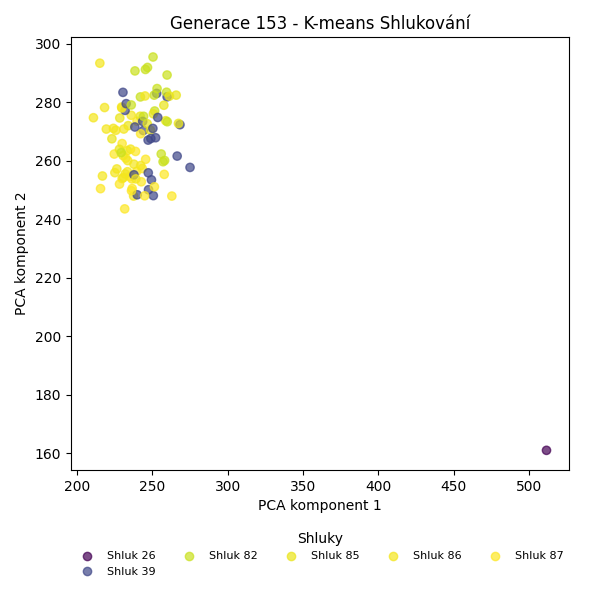 Generace 153 - K-means Shlukování
300
280
260
240
220
200
180
160
PCA komponent 2
200 250 300 350 400 450 500
PCA komponent 1
Shluky
Shluk 26 Shluk 82 Shluk 85 Shluk 86 Shluk 87
Shluk 39